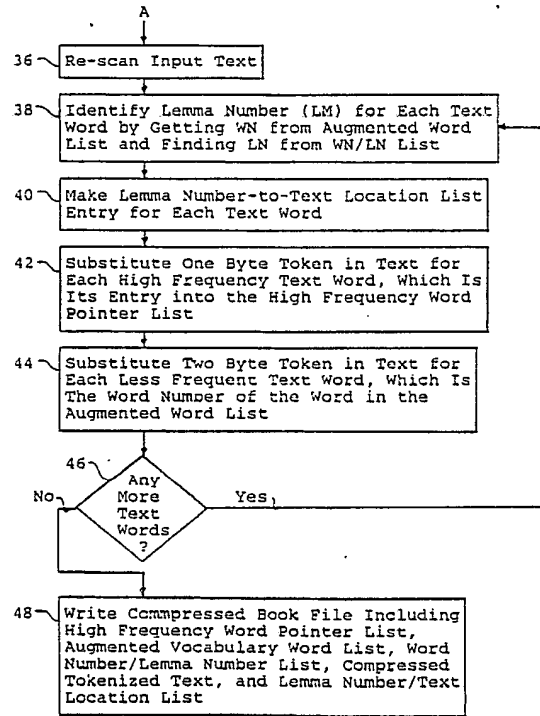 A
36
Re-scan Input Text
38
Identify Lemma Number (LM) for Each Text
Word by Getting WN from Augmented Word
List and Finding LN from WN/LN List
40
Make Lemma Number-to-Text Location List
Entry for Each Text Word
42
Substitute One Byte Token in Text for
Each High Frequency Text Word, Which Is
Its Entry into the High Frequency Word
Pointer List
44
Substitute Two Byte Token in Text for
Each Less Frequent Text Word, Which Is
The Word Number of the Word in the
Augmented Word List
46
Any
More
Text
Words
?
No
Yes
48
Write Commpressed Book File Including
High Frequency Word Pointer List,
Augmented Vocabulary Word List, Word
Number/Lemma Number List, Compressed
Tokenized Text, and Lemma Number/Text
Location List